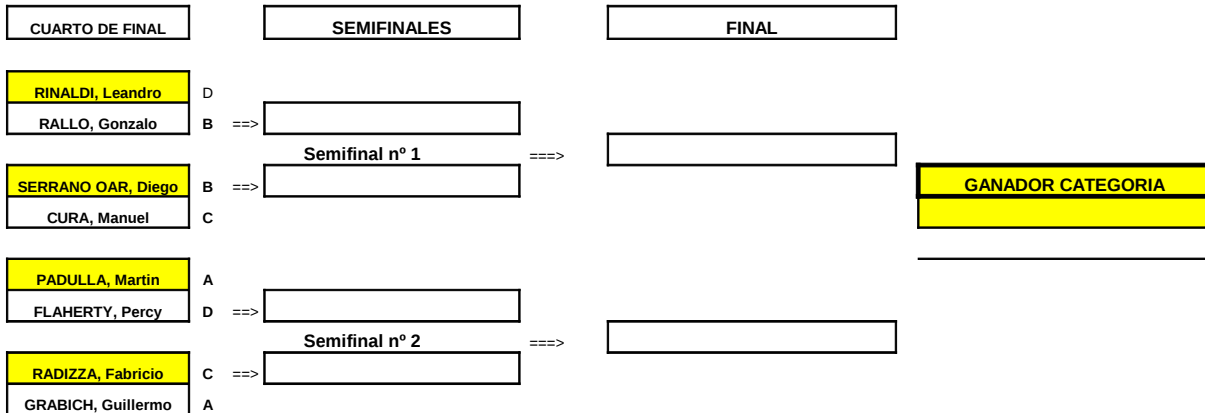 CUARTO DE FINAL SEMIFINALES FINAL
RINALDI, Leandro D
RALLO, Gonzalo B ==>
Semifinal nº 1 ===>
SERRANO OAR, Diego B ==> GANADOR CATEGORIA
CURA, Manuel C
PADULLA, Martin A
FLAHERTY, Percy D ==>
Semifinal nº 2 ===>
RADIZZA, Fabricio C ==>
GRABICH, Guillermo A